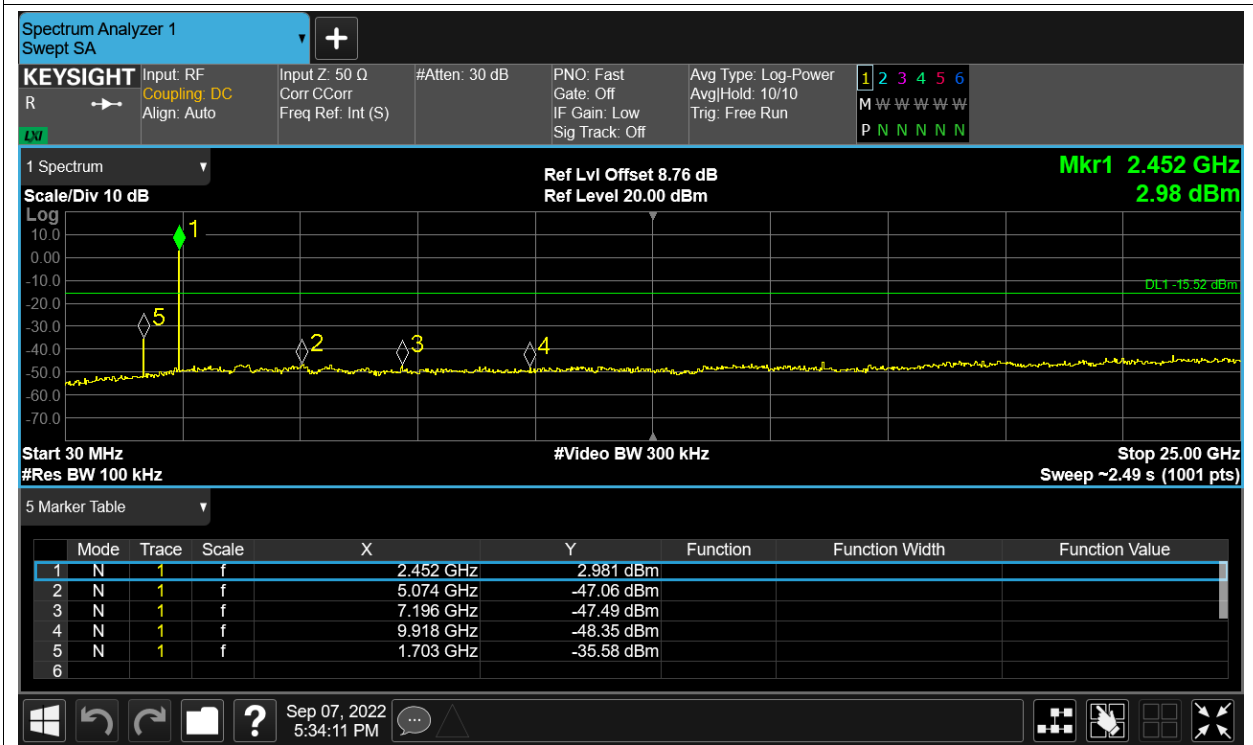 Spectrum Analyzer 1
Swept SA
KEYSIGHT Input: RF Input Z: 50 Ω #Atten: 30 dB PNO: Fast Avg Type: Log-Power 1 2 3 4 5 6
R Coupling: DC Corr CCorr Gate: Off Avg|Hold: 10/10 M W W W W W
Align: Auto Freq Ref: Int (S) IF Gain: Low Trig: Free Run
LXI Sig Track: Off P N N N N N
1 Spectrum Ref Lvl Offset 8.76 dB Mkr1 2.452 GHz
Scale/Div 10 dB Ref Level 20.00 dBm 2.98 dBm
Log
10.0 1
0.00
-10.0 DL1 -15.52 dBm
-20.0
-30.0 5
-40.0 2 3 4
-50.0
-60.0
-70.0
Start 30 MHz #Video BW 300 kHz Stop 25.00 GHz
#Res BW 100 kHz Sweep ~2.49 s (1001 pts)
5 Marker Table
Mode Trace Scale X Y Function Function Width Function Value
1 N 1 f 2.452 GHz 2.981 dBm
2 N 1 f 5.074 GHz -47.06 dBm
3 N 1 f 7.196 GHz -47.49 dBm
4 N 1 f 9.918 GHz -48.35 dBm
5 N 1 f 1.703 GHz -35.58 dBm
6
? Sep 07, 2022
5:34:11 PM